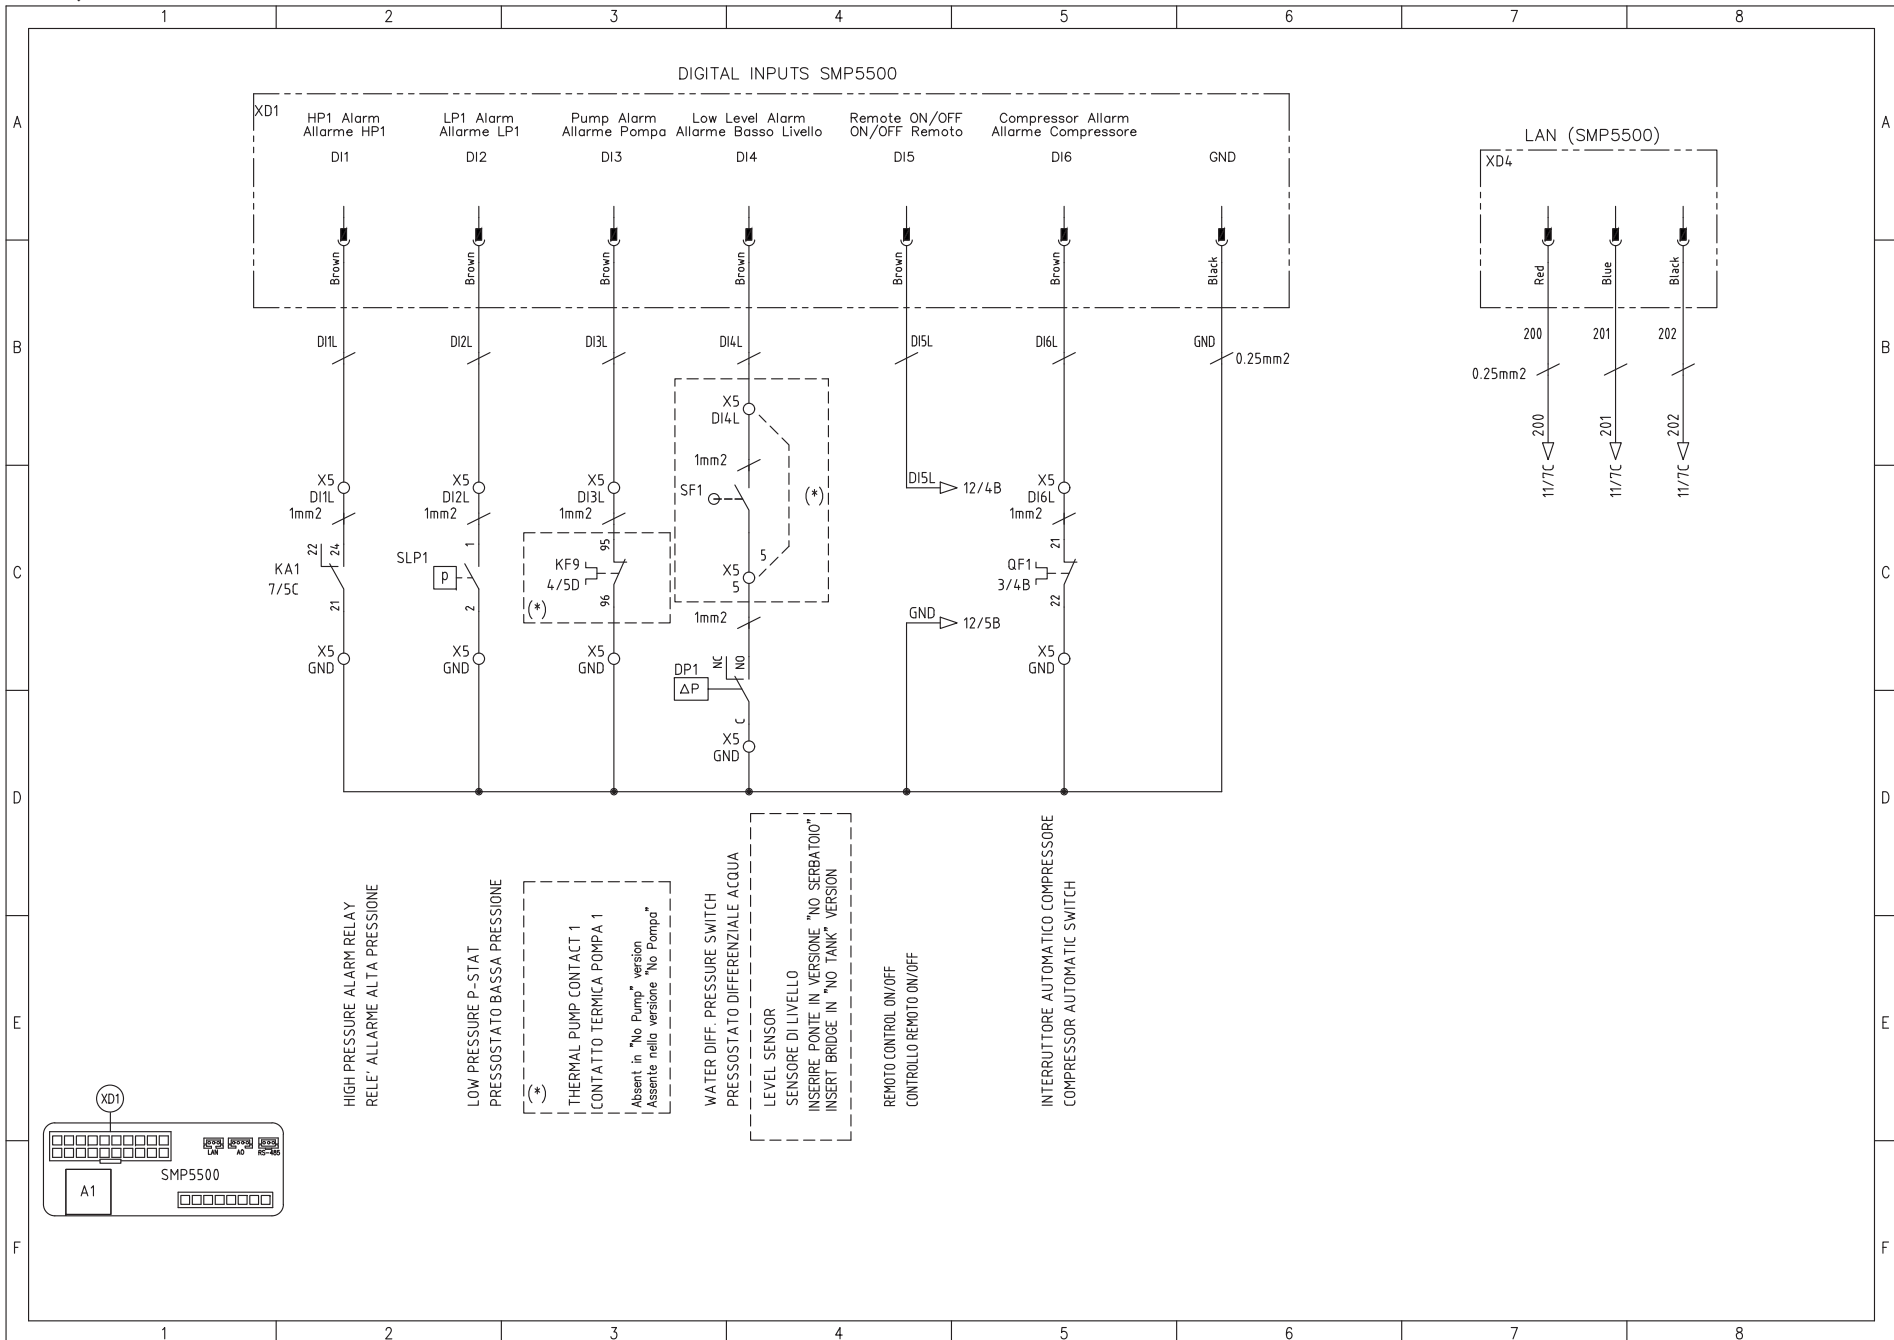 1 2 3 4 5 6 7 8
A
B
C
D
E
F
DIGITAL INPUTS SMP5500
XD1
HP1 Alarm
Allarme HP1
DI1
LP1 Alarm
Allarme LP1
DI2
Pump Alarm
Allarme Pompa
DI3
Low Level Alarm
Allarme Basso Livello
DI4
Remote ON/OFF
ON/OFF Remoto
DI5
Compressor Allarm
Allarme Compressore
DI6
GND
Brown
Brown
Brown
Brown
Brown
Brown
Black
DI1L
DI2L
DI3L
DI4L
DI5L
DI6L
GND
0.25mm2
LAN (SMP5500)
XD4
Red
Blue
Black
200
201
202
0.25mm2
200
201
202
11/7C
11/7C
11/7C
X5
DI1L
1mm2
22
24
KA1
7/5C
21
X5
GND
X5
DI2L
1mm2
1
SLP1
P
2
X5
GND
X5
DI3L
1mm2
95
KF9
4/5D
96
(*)
X5
GND
X5
DI4L
1mm2
SF1
(*)
5
X5
5
1mm2
NC
NO
DP1
ΔP
C
X5
GND
DI5L
12/4B
GND
12/5B
X5
DI6L
1mm2
21
QF1
3/4B
22
X5
GND
HIGH PRESSURE ALARM RELAY
RELE' ALLARME ALTA PRESSIONE
LOW PRESSURE P-STAT
PRESSOSTATO BASSA PRESSIONE
(*)
THERMAL PUMP CONTACT 1
CONTATTO TERMICA POMPA 1
Absent in "No Pump" version
Assente nella versione "No Pompa"
WATER DIFF. PRESSURE SWITCH
PRESSOSTATO DIFFERENZIALE ACQUA
LEVEL SENSOR
SENSORE DI LIVELLO
INSERIRE PONTE IN VERSIONE "NO SERBATOIO"
INSERT BRIDGE IN "NO TANK" VERSION
REMOTO CONTROL ON/OFF
CONTROLLO REMOTO ON/OFF
INTERRUTTORE AUTOMATICO COMPRESSORE
COMPRESSOR AUTOMATIC SWITCH
XD1
LAN
AO
RS-485
SMP5500
A1
A
B
C
D
E
F
1 2 3 4 5 6 7 8